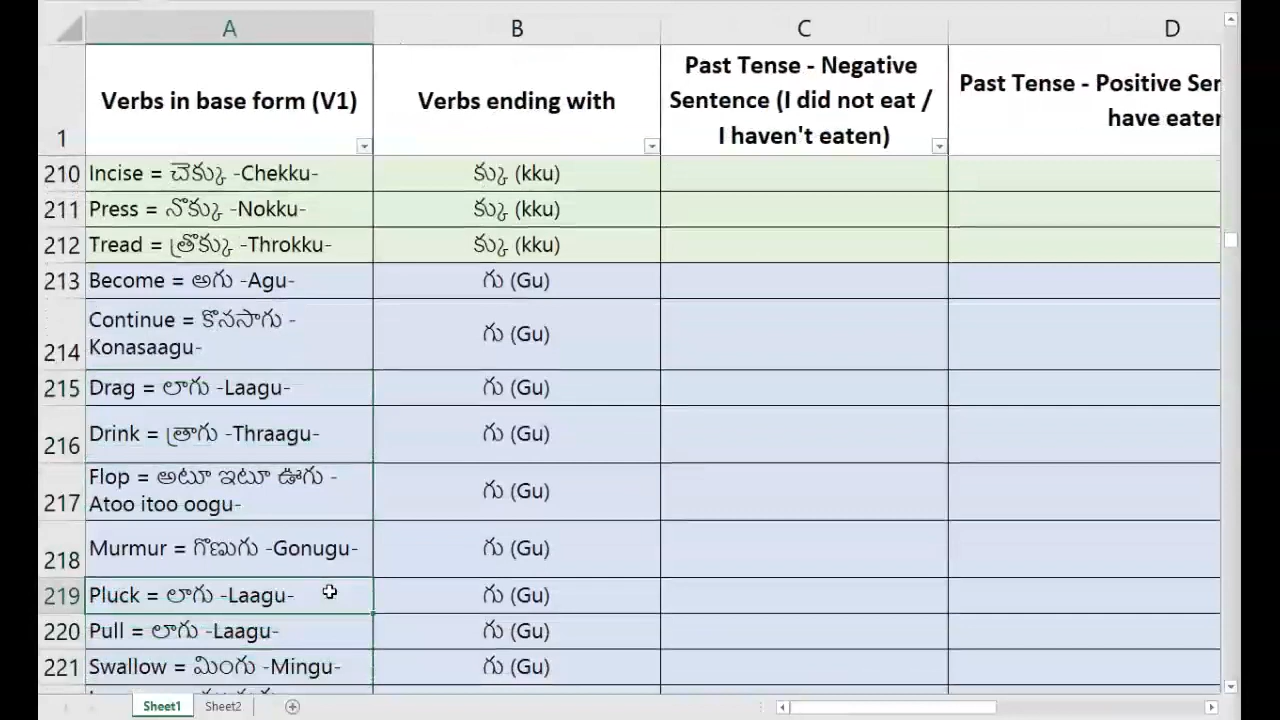 A B C D
1 Verbs in base form (V1) Verbs ending with Past Tense - Negative Sentence (I did not eat / I haven't eaten) Past Tense - Positive Sen have eaten
210 Incise = చెక్కు -Chekku- క్కు (kku)
211 Press = నొక్కు -Nokku- క్కు (kku)
212 Tread = త్రొక్కు -Throkku- క్కు (kku)
213 Become = అగు -Agu- గు (Gu)
214 Continue = కొనసాగు -Konasaagu- గు (Gu)
215 Drag = లాగు -Laagu- గు (Gu)
216 Drink = త్రాగు -Thraagu- గు (Gu)
217 Flop = అటూ ఇటూ ఊగు -Atoo itoo oogu- గు (Gu)
218 Murmur = గొణుగు -Gonugu- గు (Gu)
219 Pluck = లాగు -Laagu- గు (Gu)
220 Pull = లాగు -Laagu- గు (Gu)
221 Swallow = మింగు -Mingu- గు (Gu)
Sheet1 Sheet2